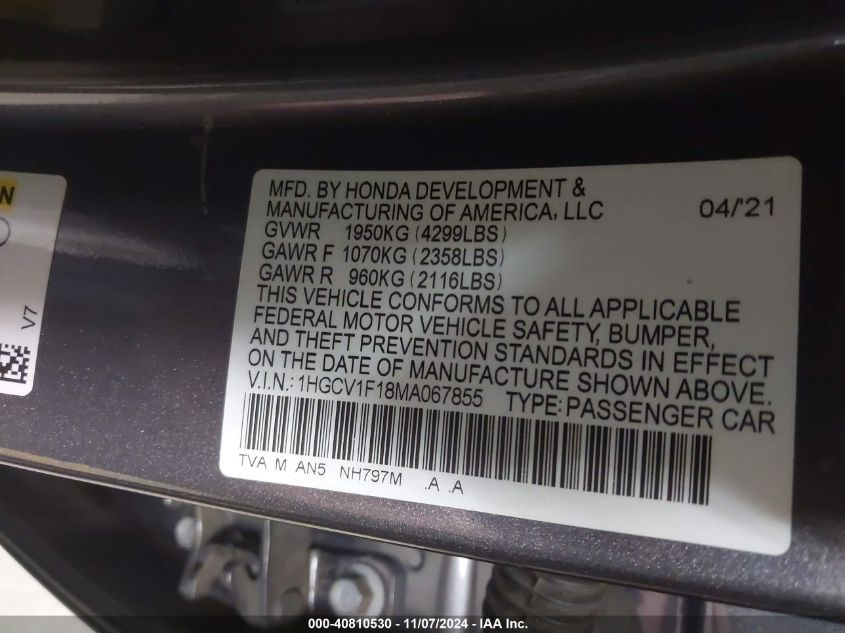 N
V7
MFD. BY HONDA DEVELOPMENT &
MANUFACTURING OF AMERICA, LLC 04/'21
GVWR 1950KG (4299LBS)
GAWR F 1070KG (2358LBS)
GAWR R 960KG (2116LBS)
THIS VEHICLE CONFORMS TO ALL APPLICABLE
FEDERAL MOTOR VEHICLE SAFETY, BUMPER,
AND THEFT PREVENTION STANDARDS IN EFFECT
ON THE DATE OF MANUFACTURE SHOWN ABOVE.
V.I.N.: 1HGCV1F18MA067855 TYPE: PASSENGER CAR
TVA M AN5 NH797M .A .A
000-40810530 - 11/07/2024 - IAA Inc.